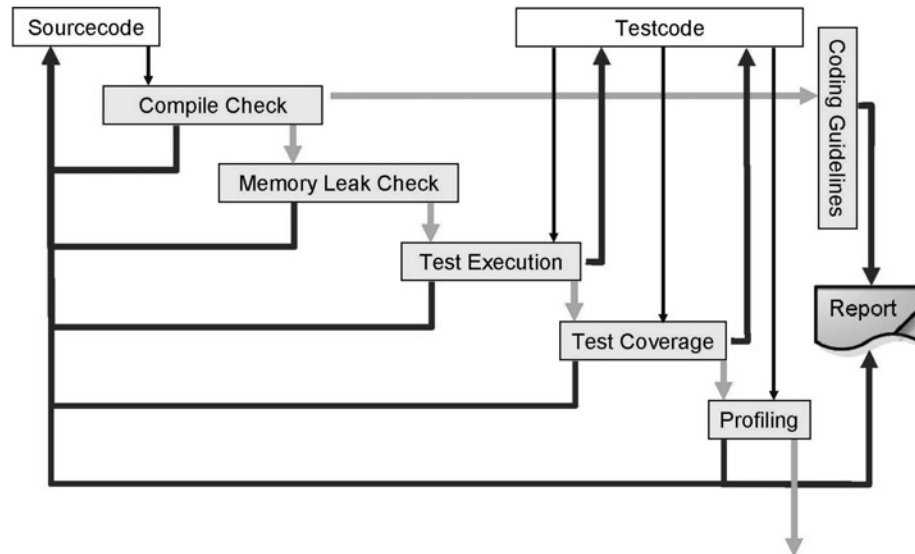 Sourcecode
Testcode
Compile Check
Coding Guidelines
Memory Leak Check
Test Execution
Report
Test Coverage
Profiling